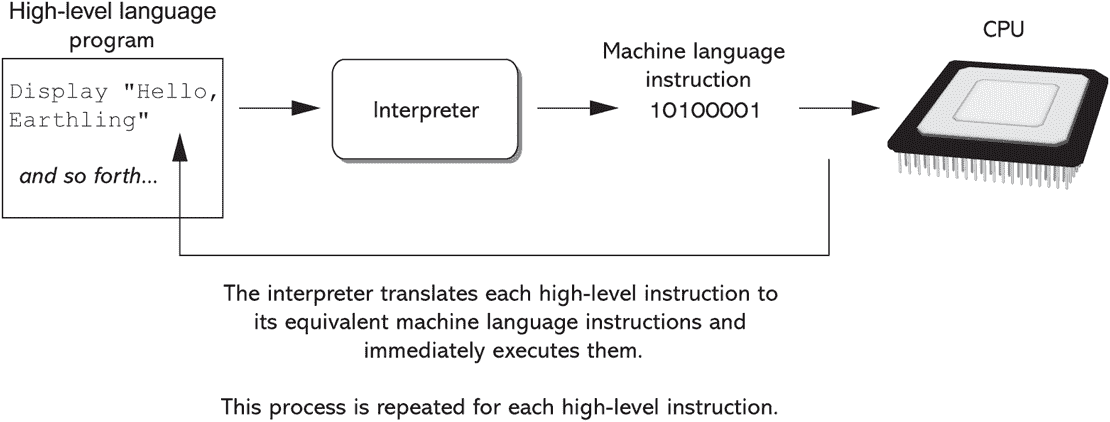 High-level language
program
Display "Hello,
Earthling"
and so forth...
Interpreter
Machine language
instruction
10100001
CPU
The interpreter translates each high-level instruction to
its equivalent machine language instructions and
immediately executes them.
This process is repeated for each high-level instruction.